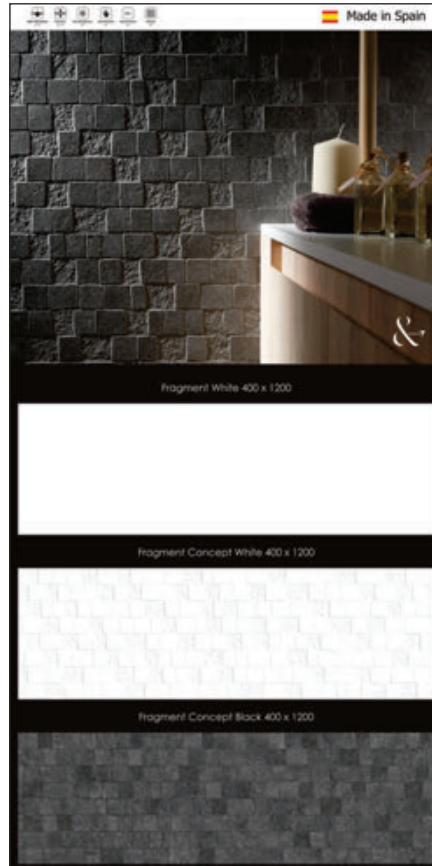 Made in Spain
&
Fragment White 400 x 1200
Fragment Concept White 400 x 1200
Fragment Concept Black 400 x 1200